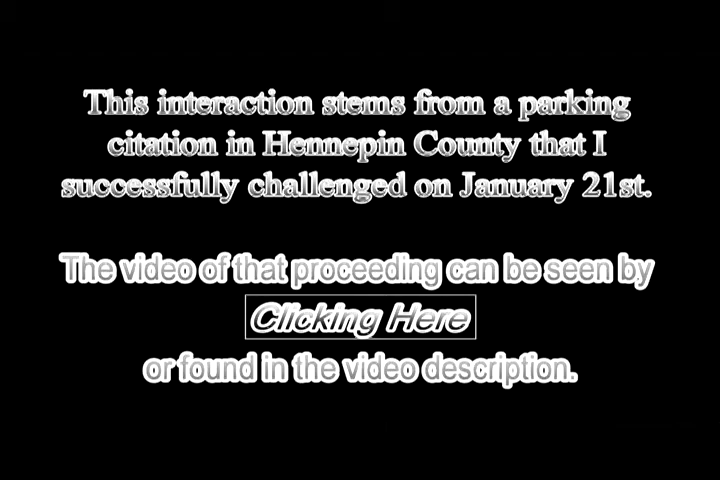 This interaction stems from a parking
citation in Hennepin County that I
successfully challenged on January 21st.
The video of that proceeding can be seen by
Clicking Here
or found in the video description.